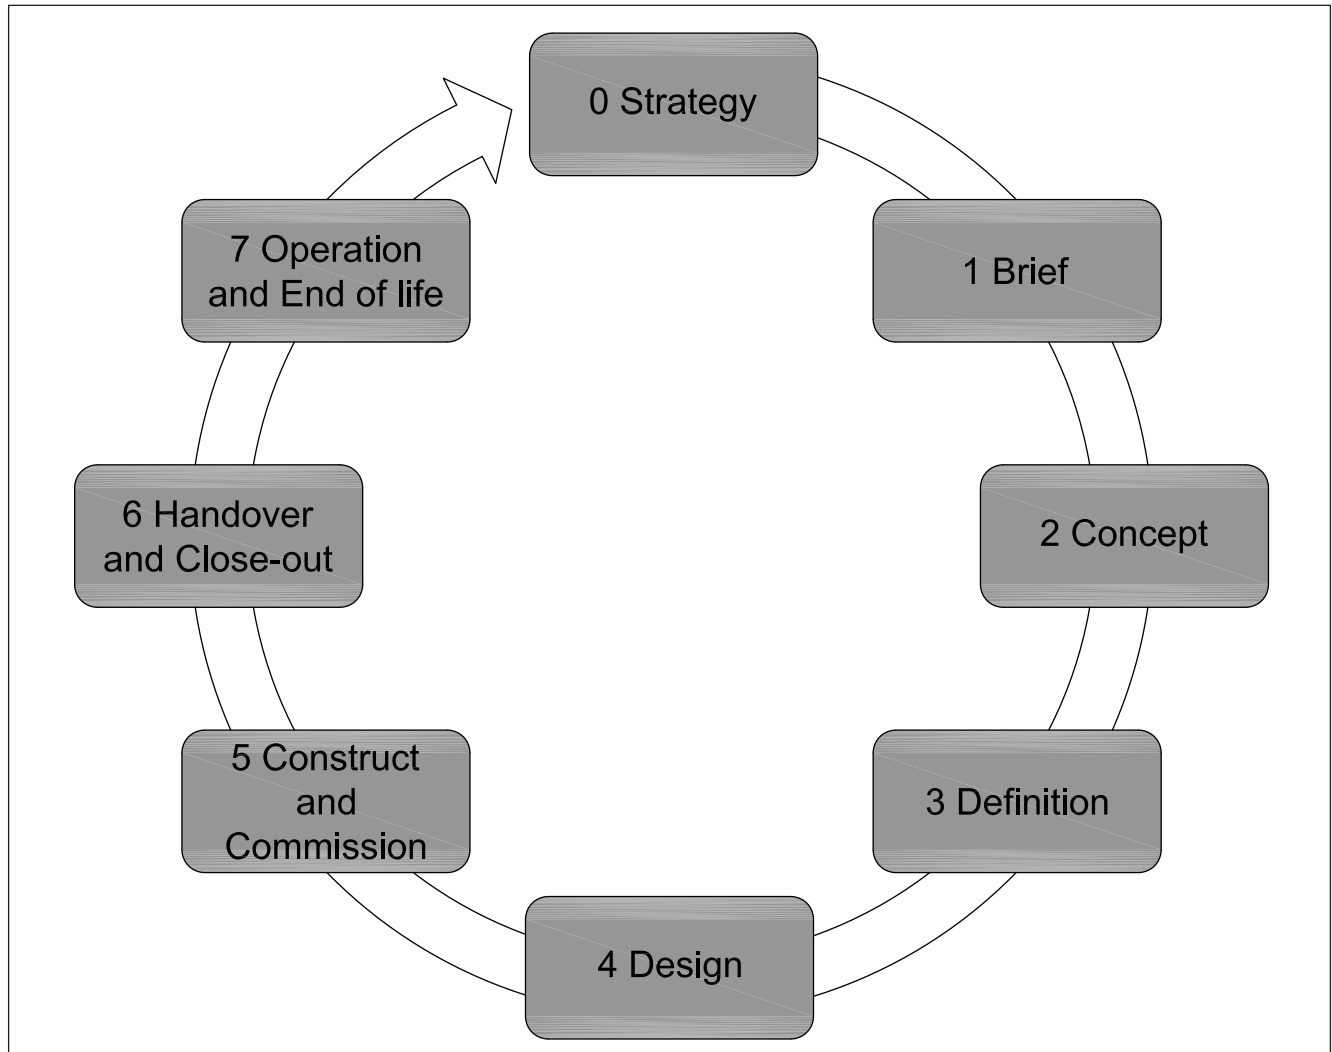 0 Strategy
1 Brief
2 Concept
3 Definition
4 Design
5 Construct
and
Commission
6 Handover
and Close-out
7 Operation
and End of life